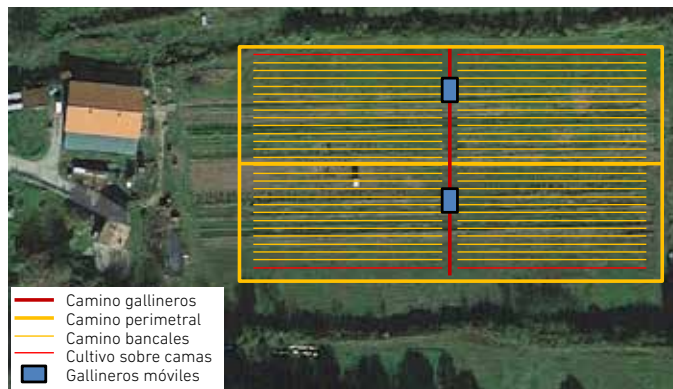 Camino gallineros
Camino perimetral
Camino bancales
Cultivo sobre camas
Gallineros móviles